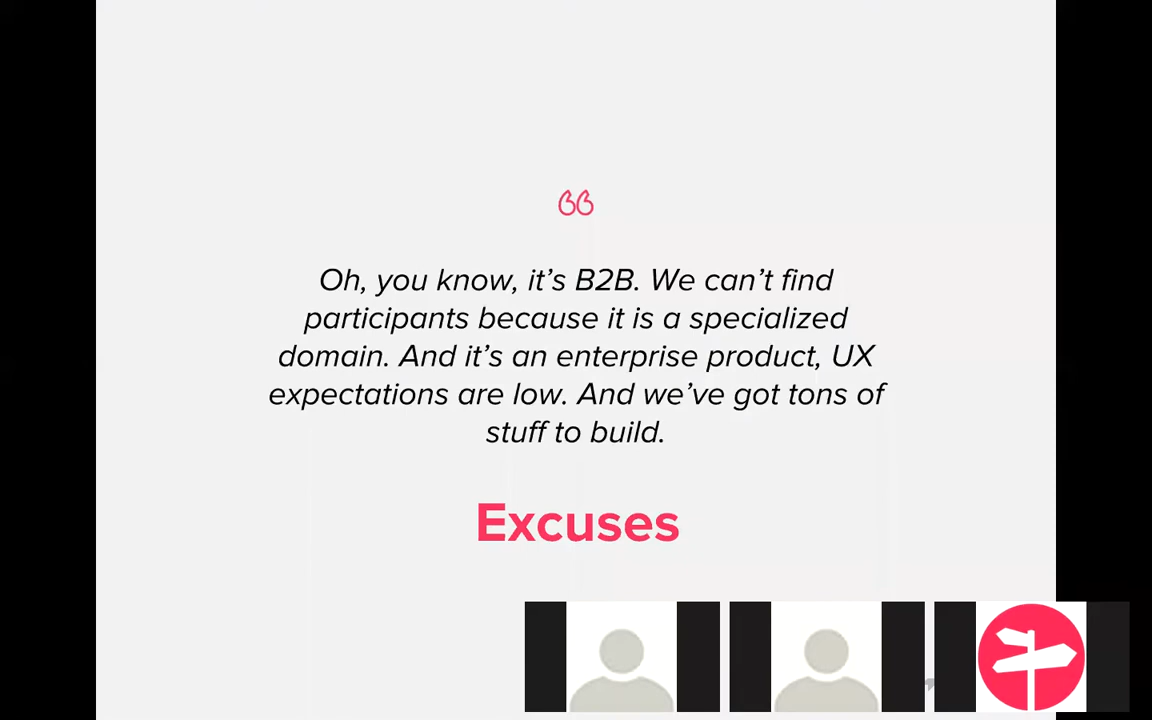 “
Oh, you know, it’s B2B. We can’t find
participants because it is a specialized
domain. And it’s an enterprise product, UX
expectations are low. And we’ve got tons of
stuff to build.
Excuses